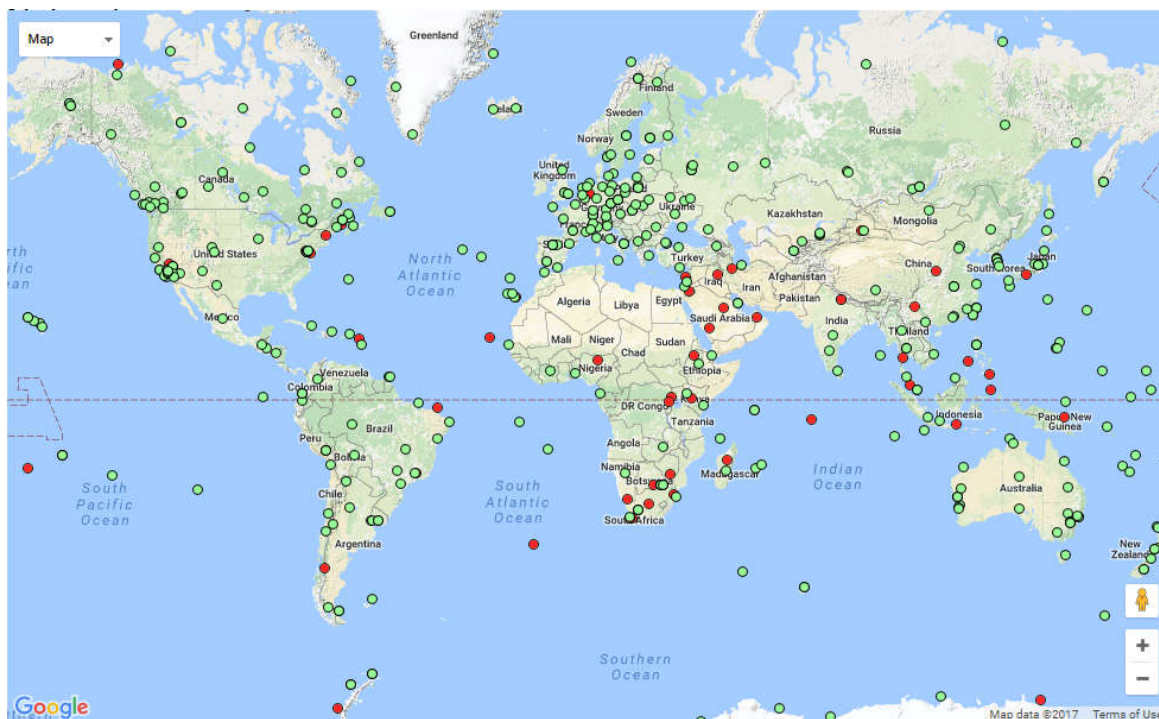 Map
Greenland
Iceland
Finland
Sweden
Norway
Russia
United
Kingdom
Canada
Ukraine
Kazakhstan
Mongolia
United States
North
Atlantic
Ocean
Turkey
China
South Korea
Japan
Iraq
Iran
Afghanistan
Pakistan
Algeria
Libya
Egypt
Saudi Arabia
India
Mexico
Mali
Niger
Chad
Sudan
Thailand
Nigeria
Ethiopia
Venezuela
Colombia
DR Congo
Kenya
Indonesia
Papua New
Guinea
Tanzania
Brazil
Peru
Angola
Bolivia
Namibia
Botswana
Madagascar
Indian
Ocean
South
Pacific
Ocean
Chile
South
Atlantic
Ocean
Australia
South Africa
Argentina
New
Zealand
Southern
Ocean
Google
Map data ©2017 Terms of Use